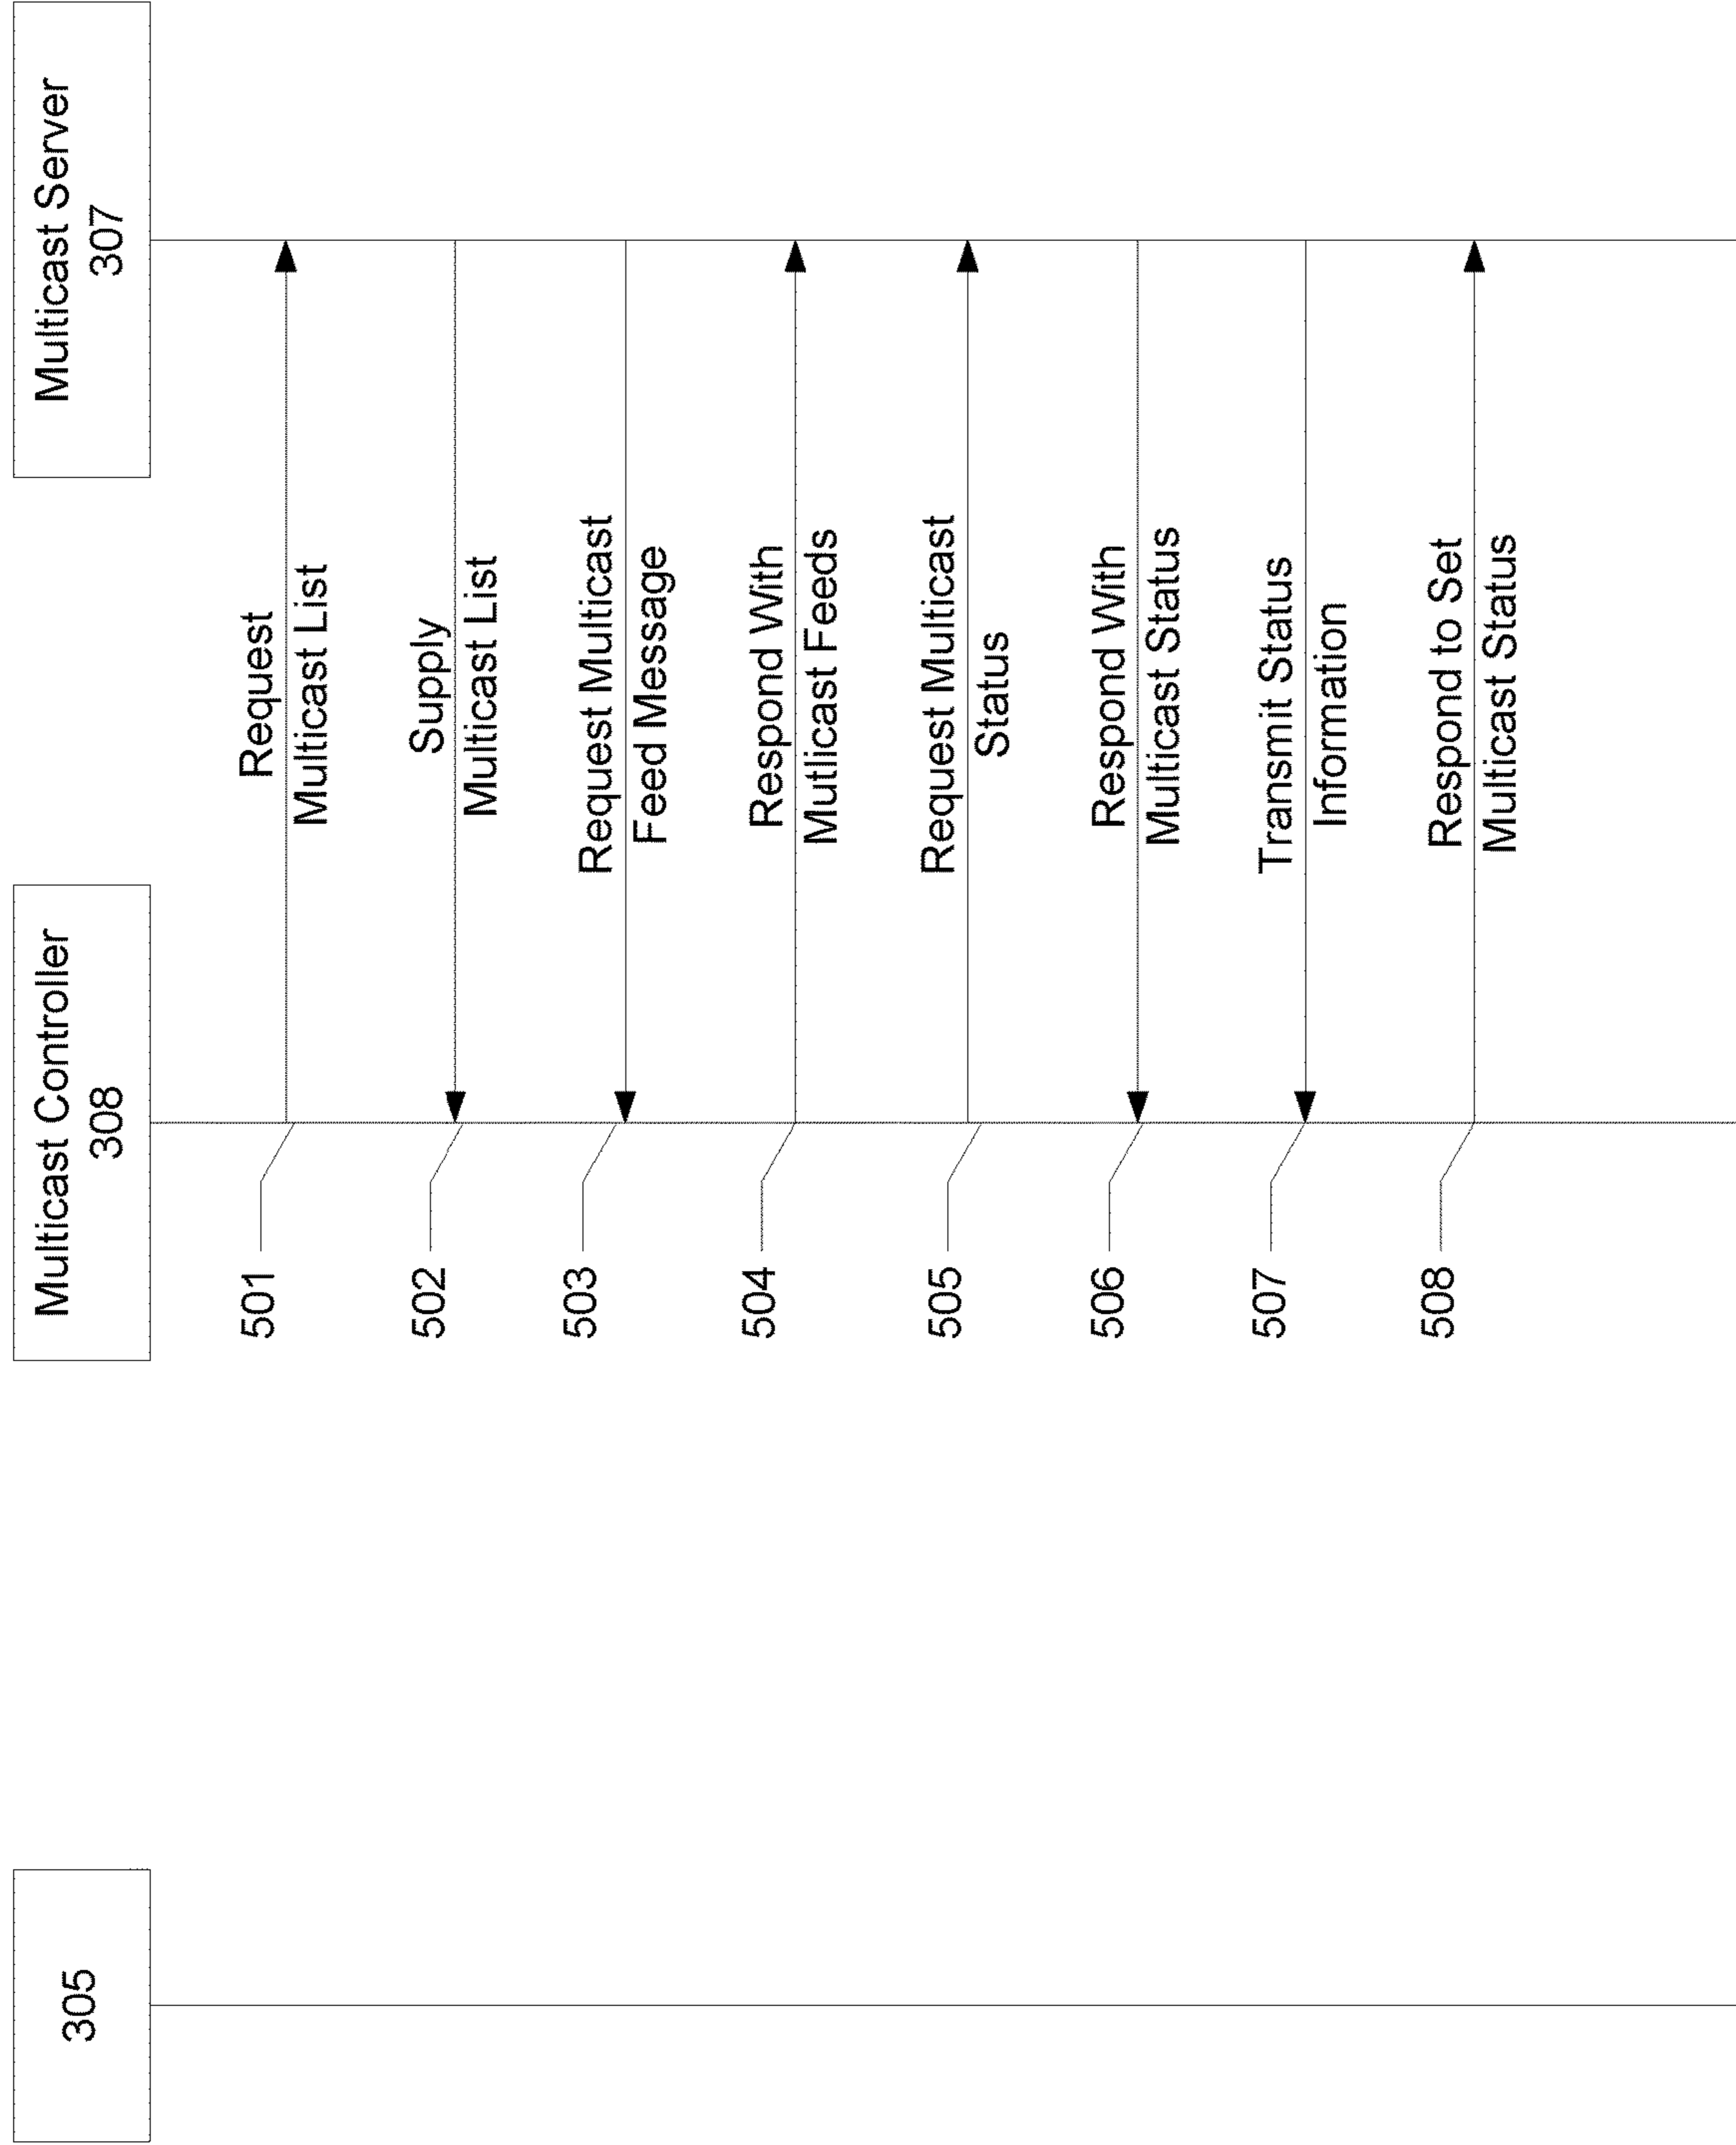 305
Multicast Controller
308
Multicast Server
307
501
Request
Multicast List
502
Supply
Multicast List
503
Request Multicast
Feed Message
504
Respond With
Mutlicast Feeds
505
Request Multicast
Status
506
Respond With
Multicast Status
507
Transmit Status
Information
508
Respond to Set
Multicast Status